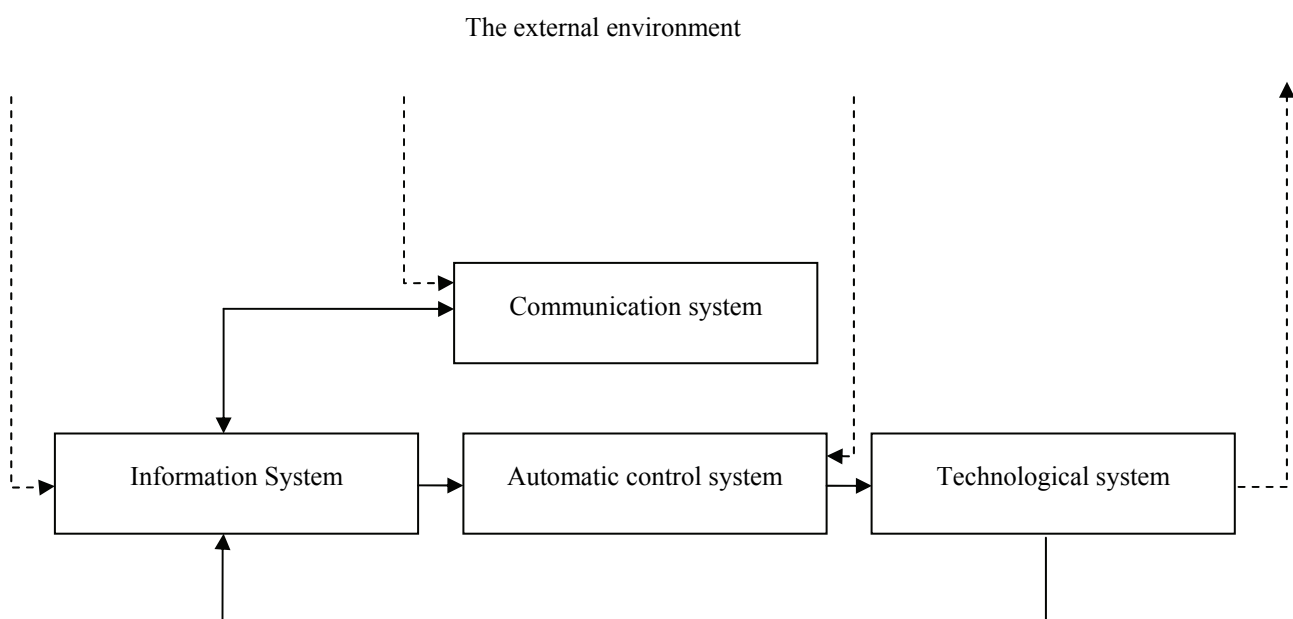 The external environment
Communication system
Information System
Automatic control system
Technological system